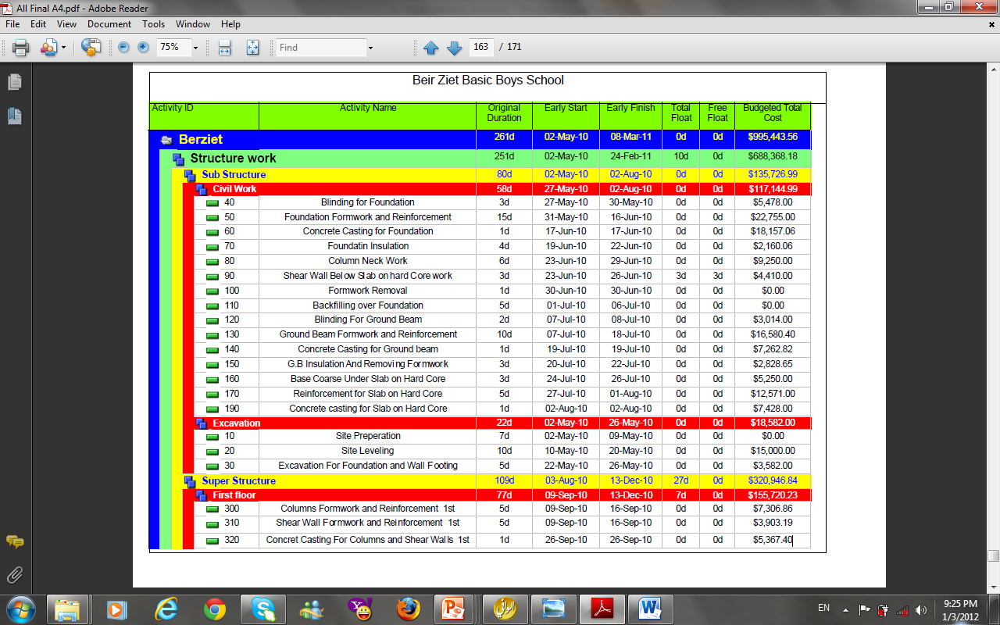 All Final A4.pdf - Adobe Reader
File Edit View Document Tools Window Help
75% Find 163 / 171
Beir Ziet Basic Boys School
Activity ID Activity Name Original Duration Early Start Early Finish Total Float Free Float Budgeted Total Cost
Berziet 261d 02-May-10 08-Mar-11 0d 0d $995,443.56
Structure work 251d 02-May-10 24-Feb-11 10d 0d $688,368.18
Sub Structure 80d 02-May-10 02-Aug-10 0d 0d $135,726.99
Civil Work 58d 27-May-10 02-Aug-10 0d 0d $117,144.99
40 Blinding for Foundation 3d 27-May-10 30-May-10 0d 0d $5,478.00
50 Foundation Formwork and Reinforcement 15d 31-May-10 16-Jun-10 0d 0d $22,755.00
60 Concrete Casting for Foundation 1d 17-Jun-10 17-Jun-10 0d 0d $18,157.06
70 Foundatin Insulation 4d 19-Jun-10 22-Jun-10 0d 0d $2,160.06
80 Column Neck Work 6d 23-Jun-10 29-Jun-10 0d 0d $9,250.00
90 Shear Wall Below Slab on hard Core work 3d 23-Jun-10 26-Jun-10 3d 3d $4,410.00
100 Formwork Removal 1d 30-Jun-10 30-Jun-10 0d 0d $0.00
110 Backfilling over Foundation 5d 01-Jul-10 06-Jul-10 0d 0d $0.00
120 Blinding For Ground Beam 2d 07-Jul-10 08-Jul-10 0d 0d $3,014.00
130 Ground Beam Formwork and Reinforcement 10d 07-Jul-10 18-Jul-10 0d 0d $16,580.40
140 Concrete Casting for Ground beam 1d 19-Jul-10 19-Jul-10 0d 0d $7,262.82
150 G.B Insulation And Removing Formwork 3d 20-Jul-10 22-Jul-10 0d 0d $2,828.65
160 Base Coarse Under Slab on Hard Core 3d 24-Jul-10 26-Jul-10 0d 0d $5,250.00
170 Reinforcement for Slab on Hard Core 5d 27-Jul-10 01-Aug-10 0d 0d $12,571.00
190 Concrete casting for Slab on Hard Core 1d 02-Aug-10 02-Aug-10 0d 0d $7,428.00
Excavation 22d 02-May-10 26-May-10 0d 0d $18,582.00
10 Site Preperation 7d 02-May-10 09-May-10 0d 0d $0.00
20 Site Leveling 10d 10-May-10 20-May-10 0d 0d $15,000.00
30 Excavation For Foundation and Wall Footing 5d 22-May-10 26-May-10 0d 0d $3,582.00
Super Structure 109d 03-Aug-10 13-Dec-10 27d 0d $320,946.84
First floor 77d 09-Sep-10 13-Dec-10 7d 0d $155,720.23
300 Columns Formwork and Reinforcement 1st 5d 09-Sep-10 16-Sep-10 0d 0d $7,306.86
310 Shear Wall Formwork and Reinforcement 1st 5d 09-Sep-10 16-Sep-10 0d 0d $3,903.19
320 Concret Casting For Columns and Shear Walls 1st 1d 26-Sep-10 26-Sep-10 0d 0d $5,367.40
EN 9:25 PM
1/3/2012